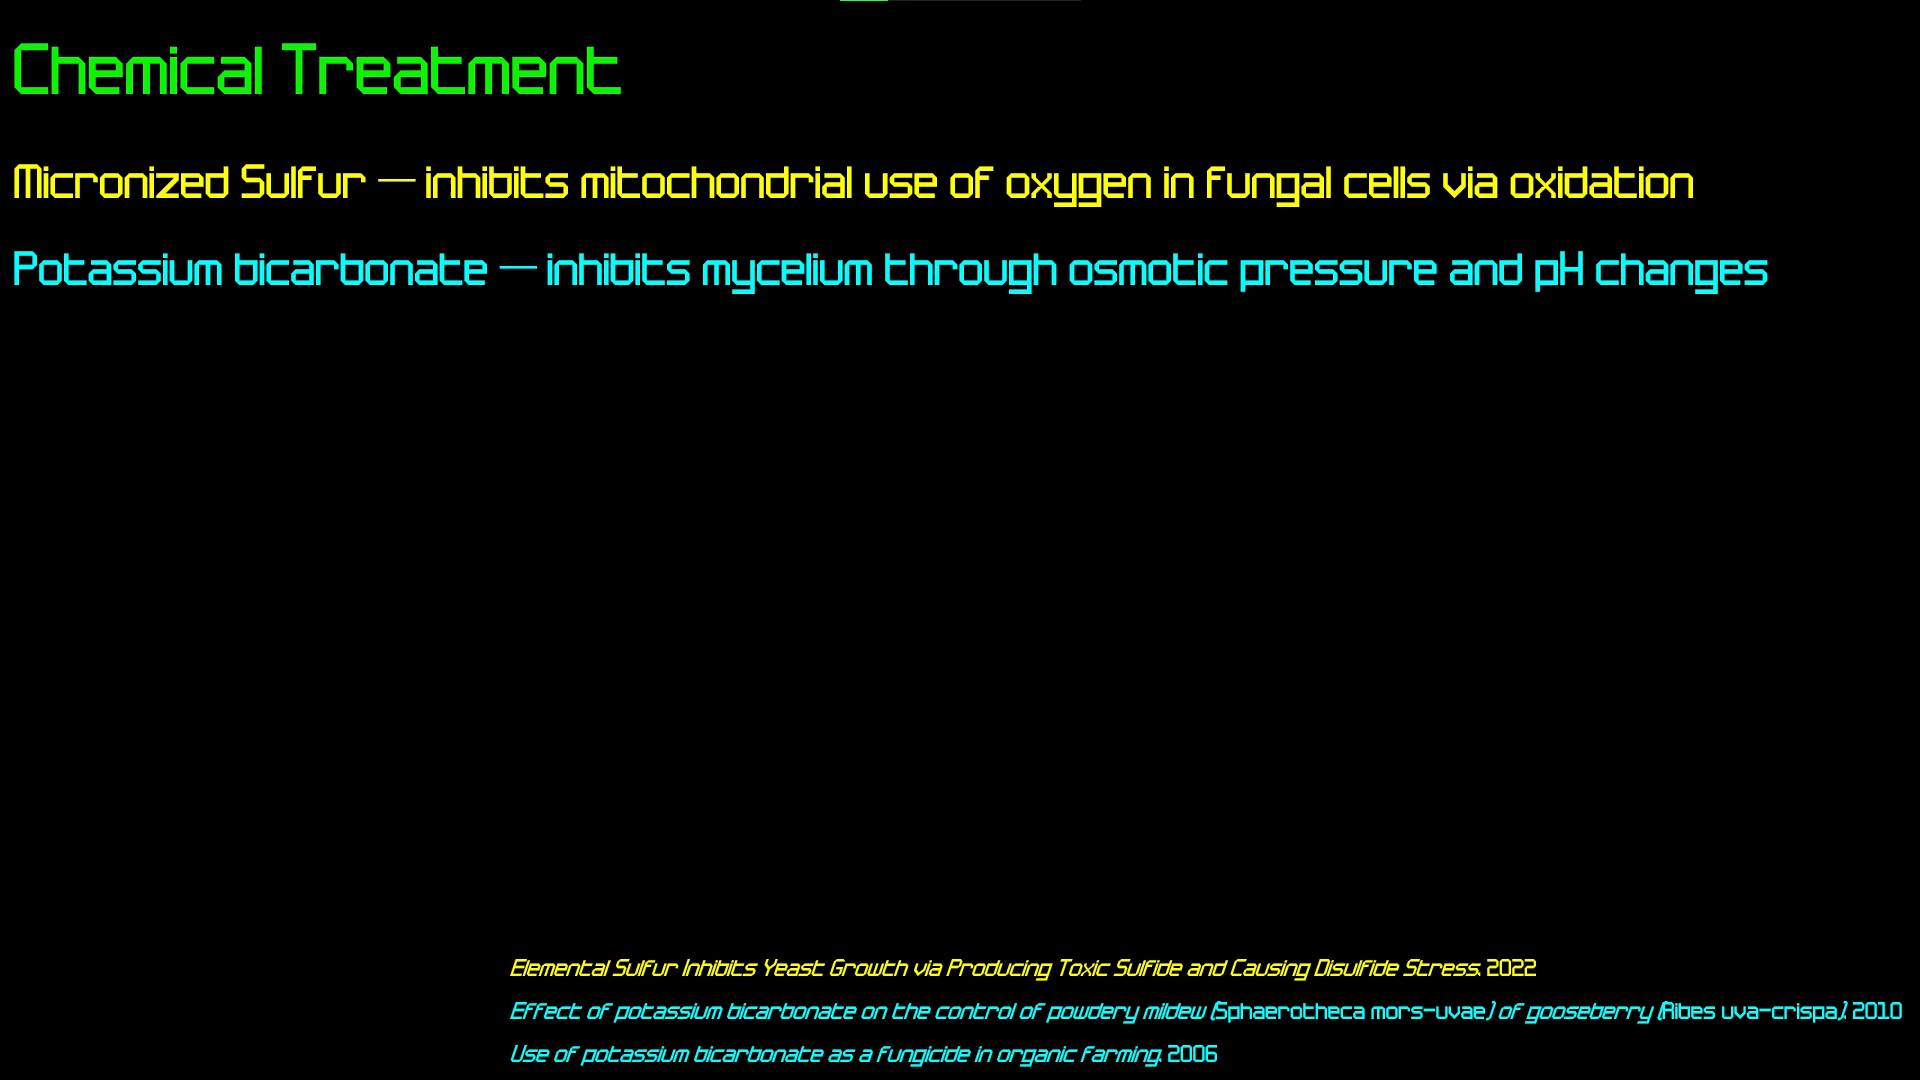 Chemical Treatment
Micronized Sulfur — inhibits mitochondrial use of oxygen in fungal cells via oxidation
Potassium bicarbonate — inhibits mycelium through osmotic pressure and pH changes
Elemental Sulfur Inhibits Yeast Growth via Producing Toxic Sulfide and Causing Disulfide Stress. 2022
Effect of potassium bicarbonate on the control of powdery mildew (Sphaerotheca mors-uvae) of gooseberry (Ribes uva-crispa). 2010
Use of potassium bicarbonate as a fungicide in organic farming. 2006